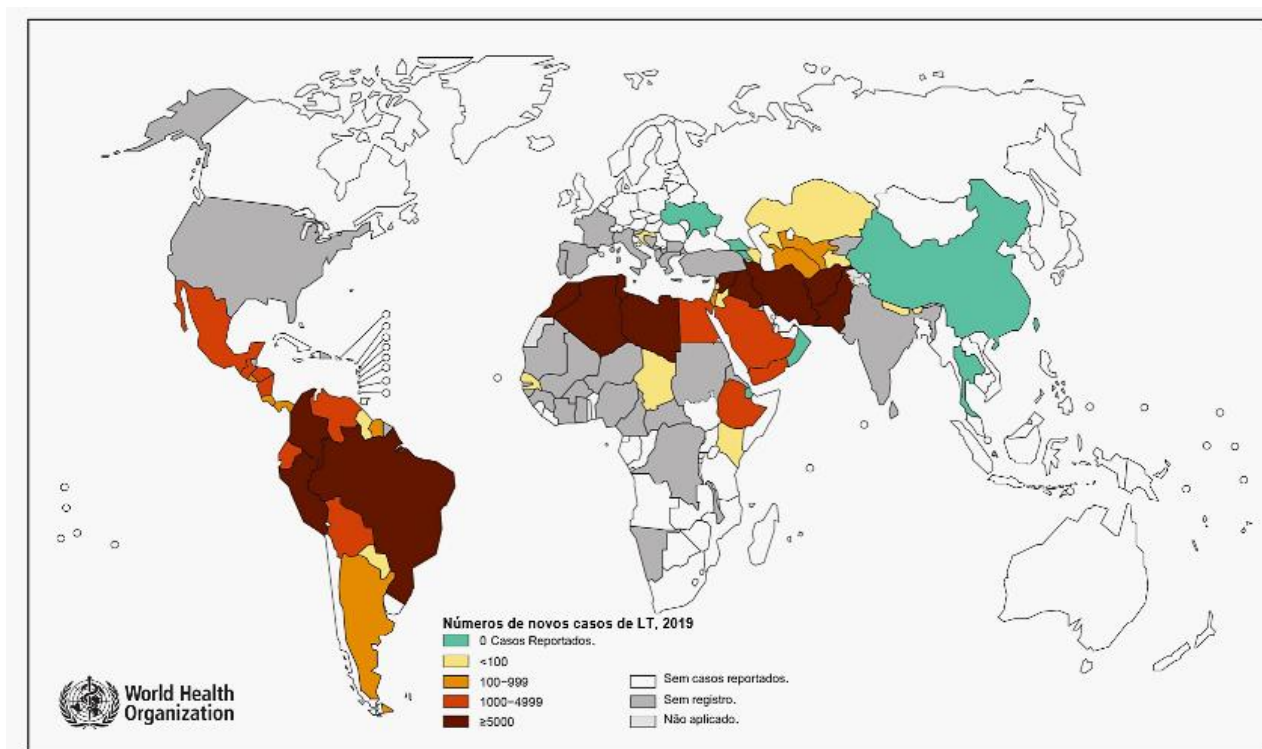 Números de novos casos de LT, 2019
0 Casos Reportados.
<100
100–999
1000–4999
≥5000
Sem casos reportados.
Sem registro.
Não aplicado.
World Health
Organization